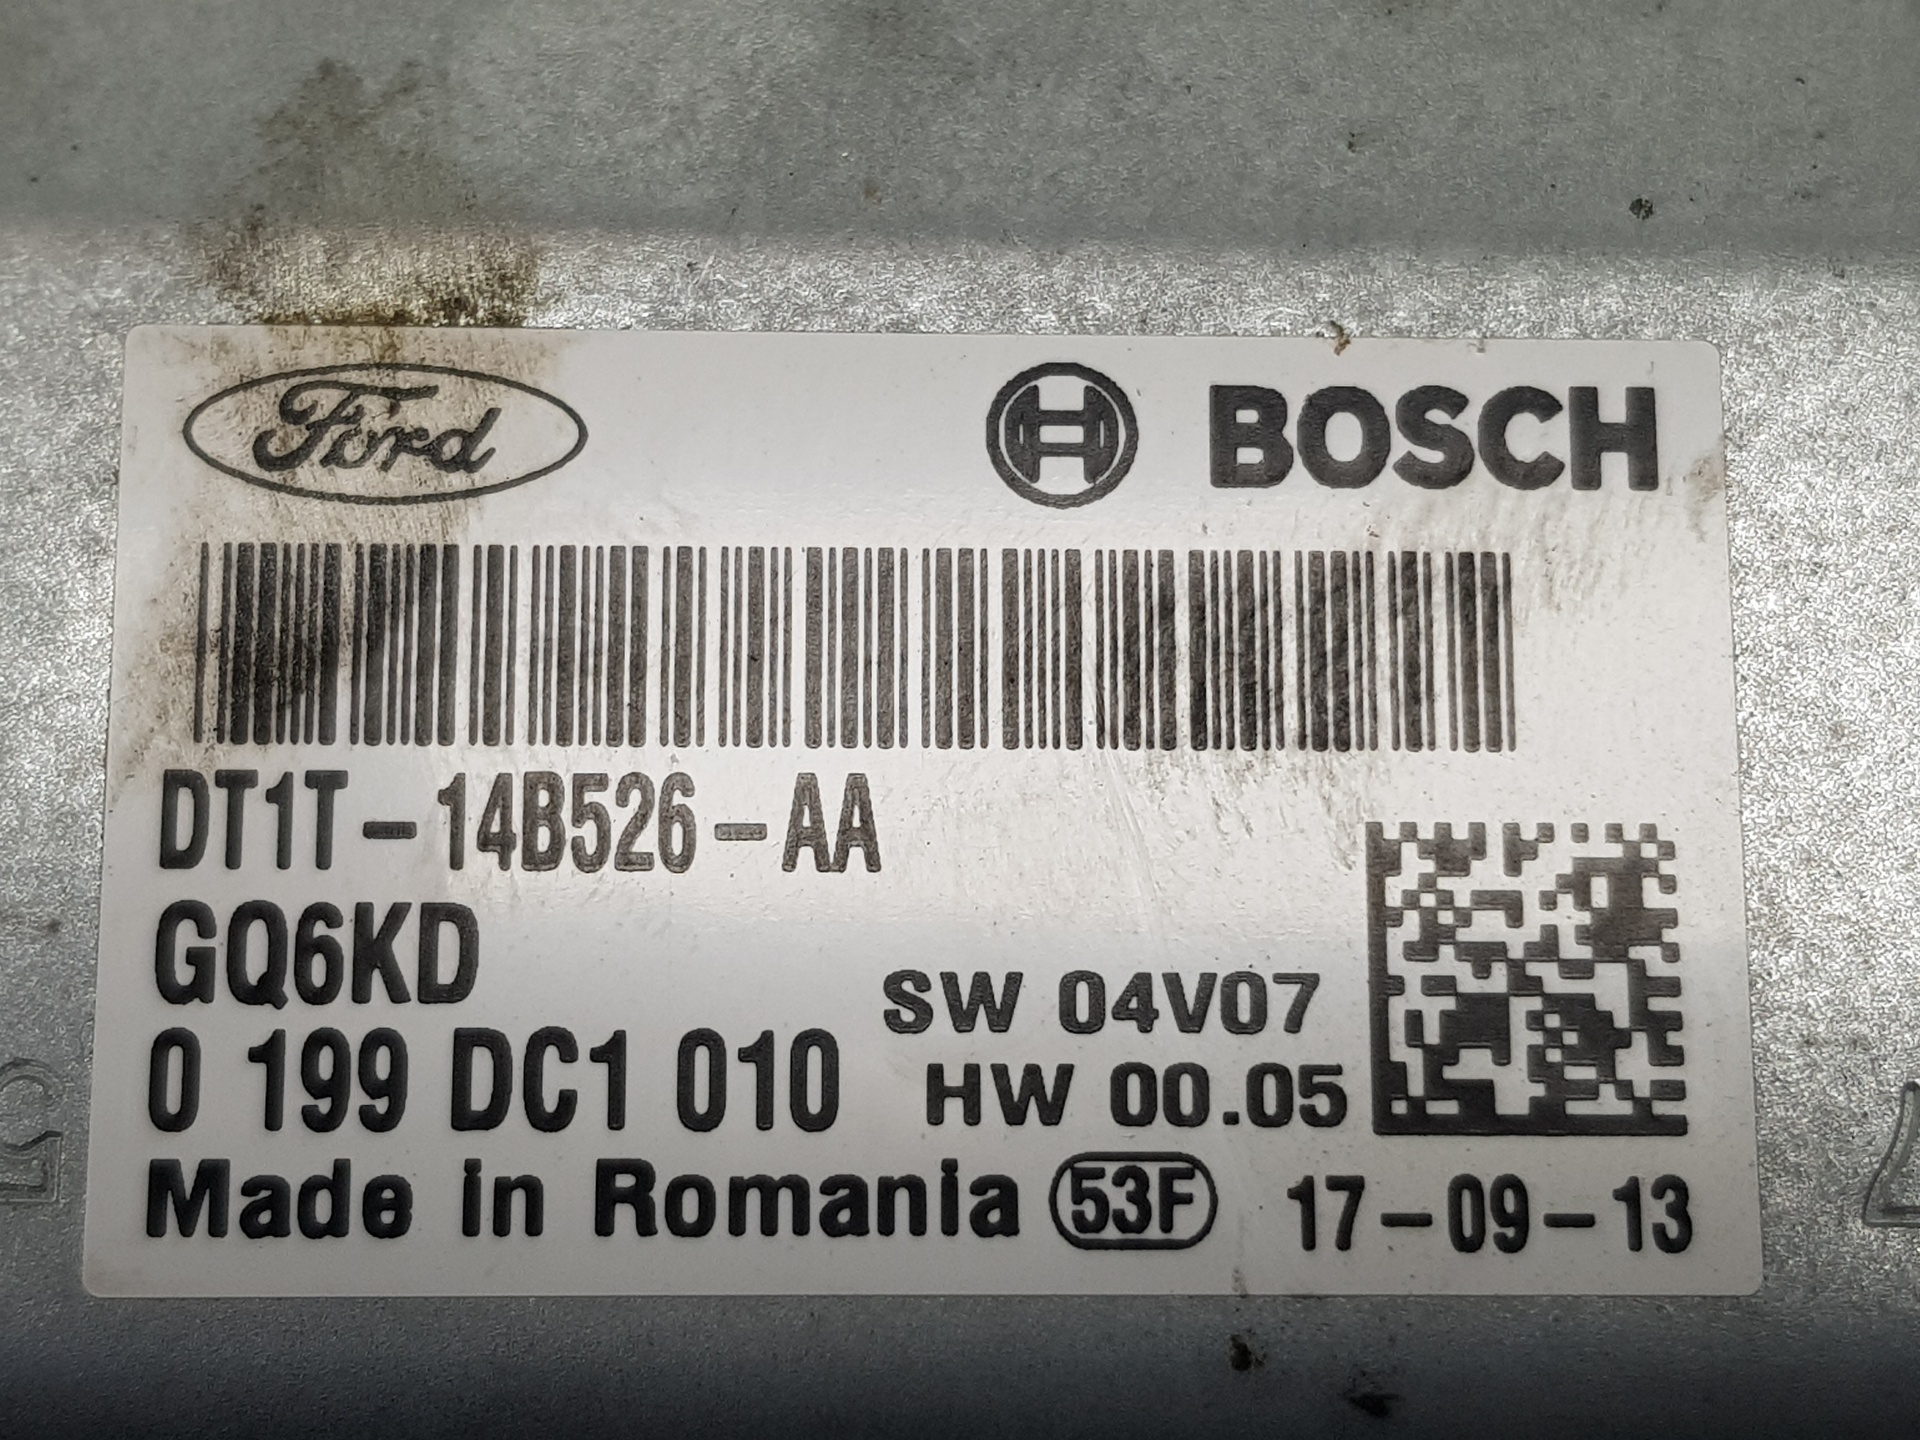 Ford BOSCH
DT1T-14B526-AA
GQ6KD
SW 04V07
0 199 DC1 010
HW 00.05
Made in Romania 53F 17-09-13